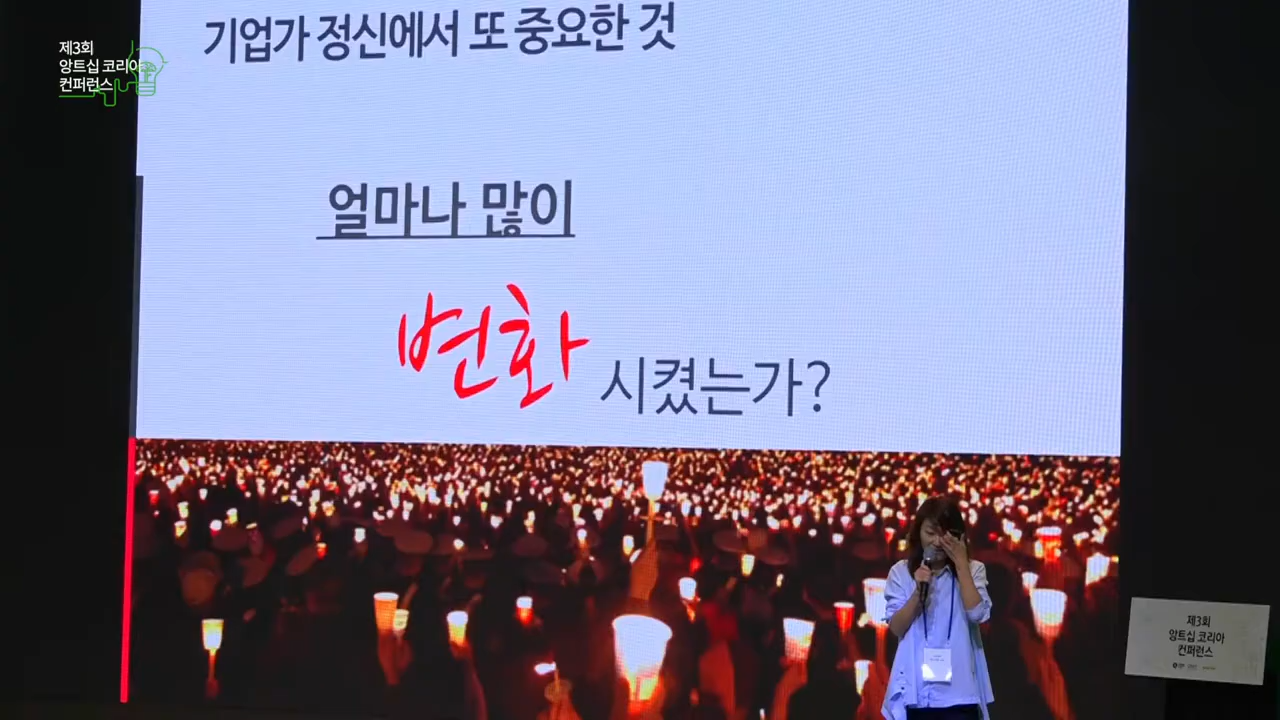 제3회
앙트십 코리아
컨퍼런스
기업가 정신에서 또 중요한 것
얼마나 많이
변화 시켰는가?
제3회
앙트십 코리아
컨퍼런스